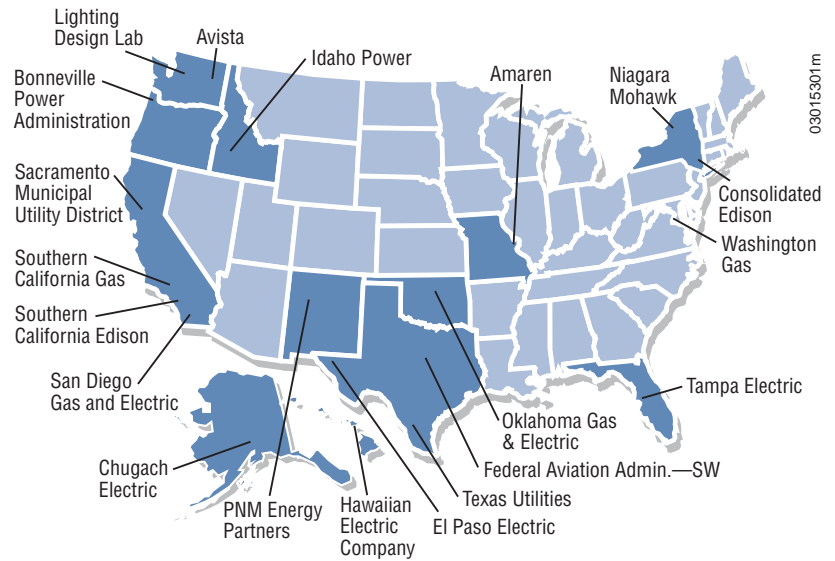 Lighting
Design Lab
Avista
Idaho Power
Bonneville
Power
Administration
Amaren
Niagara
Mohawk
03015301m
Sacramento
Municipal
Utility District
Consolidated
Edison
Washington
Gas
Southern
California Gas
Southern
California Edison
San Diego
Gas and Electric
Tampa Electric
Oklahoma Gas
& Electric
Federal Aviation Admin.—SW
Chugach
Electric
Texas Utilities
PNM Energy
Partners
Hawaiian
Electric
Company
El Paso Electric